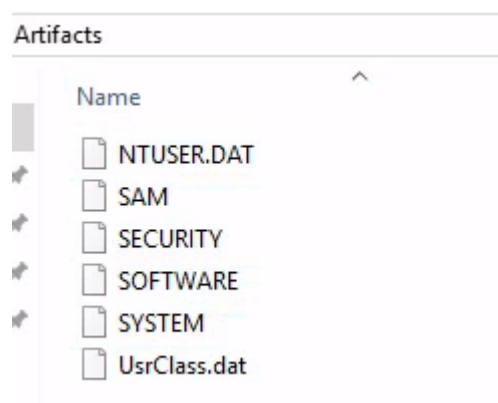 Artifacts
Name
NTUSER.DAT
SAM
SECURITY
SOFTWARE
SYSTEM
UsrClass.dat